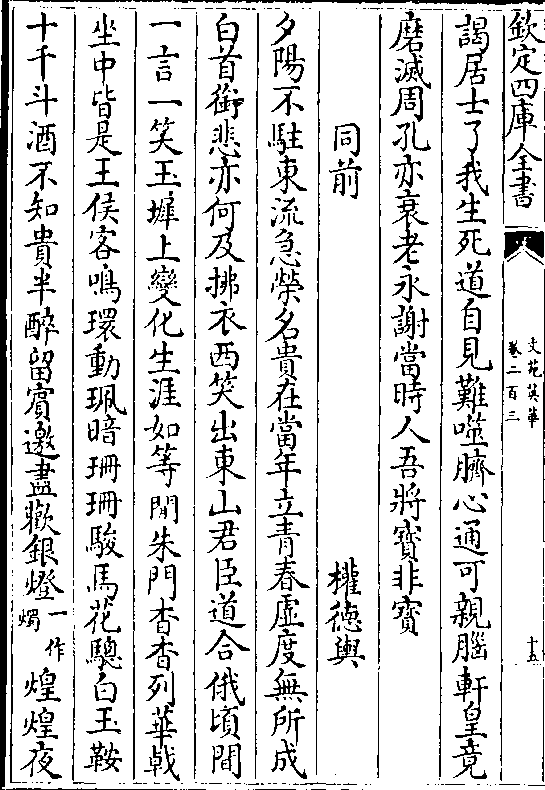 欽定四庫全書
文苑英華
卷二百三
十五
謁居士了我生死道自見難噬臍心通可親腦軒皇竟
磨滅周孔亦衰老永謝當時人吾將寳非寳
同前
權德輿
夕陽不駐東流急榮名貴在當年立青春虛度無所成
白首銜悲亦何及拂衣西笑出東山君臣道合俄頃間
一言一笑玉墀上變化生涯如等閒朱門杳杳列華戟
坐中皆是王侯客鳴環動珮暗珊珊駿馬花驄白玉鞍
十千斗酒不知貴半醉留賓邀盡歡銀燈一作燭煌煌夜